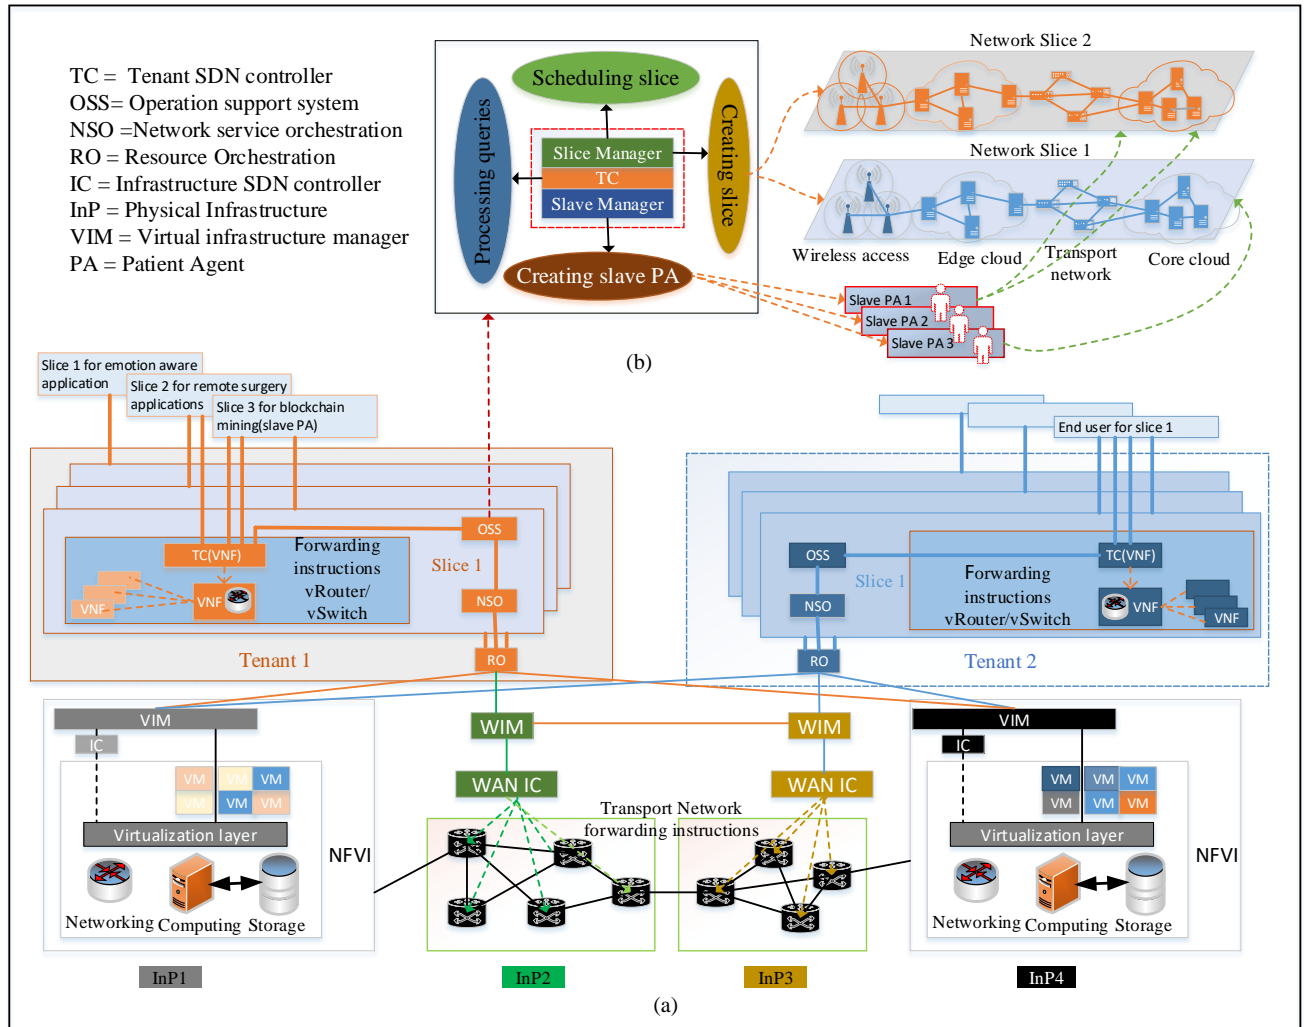 TC = Tenant SDN controller
OSS= Operation support system
NSO =Network service orchestration
RO = Resource Orchestration
IC = Infrastructure SDN controller
InP = Physical Infrastructure
VIM = Virtual infrastructure manager
PA = Patient Agent
Scheduling slice
Processing queries
Slice Manager
TC
Slave Manager
Creating slice
Creating slave PA
Network Slice 2
Network Slice 1
Wireless access
Edge cloud
Transport
network
Core cloud
Slave PA 1
Slave PA 2
Slave PA 3
(b)
Slice 1 for emotion aware
application
Slice 2 for remote surgery
applications
Slice 3 for blockchain
mining(slave PA)
End user for slice 1
OSS
TC(VNF)
Forwarding
instructions
vRouter/
vSwitch
Slice 1
VNF
VNF
NSO
RO
Tenant 1
OSS
TC(VNF)
Slice 1
Forwarding
instructions
vRouter/vSwitch
NSO
VNF
VNF
RO
Tenant 2
VIM
IC
VM
VM
VM
VM
VM
VM
Virtualization layer
NFVI
Networking
Computing
Storage
WIM
WIM
WAN IC
WAN IC
Transport Network
forwarding instructions
VIM
IC
VM
VM
VM
VM
VM
VM
Virtualization layer
NFVI
Networking
Computing
Storage
InP1
InP2
InP3
InP4
(a)